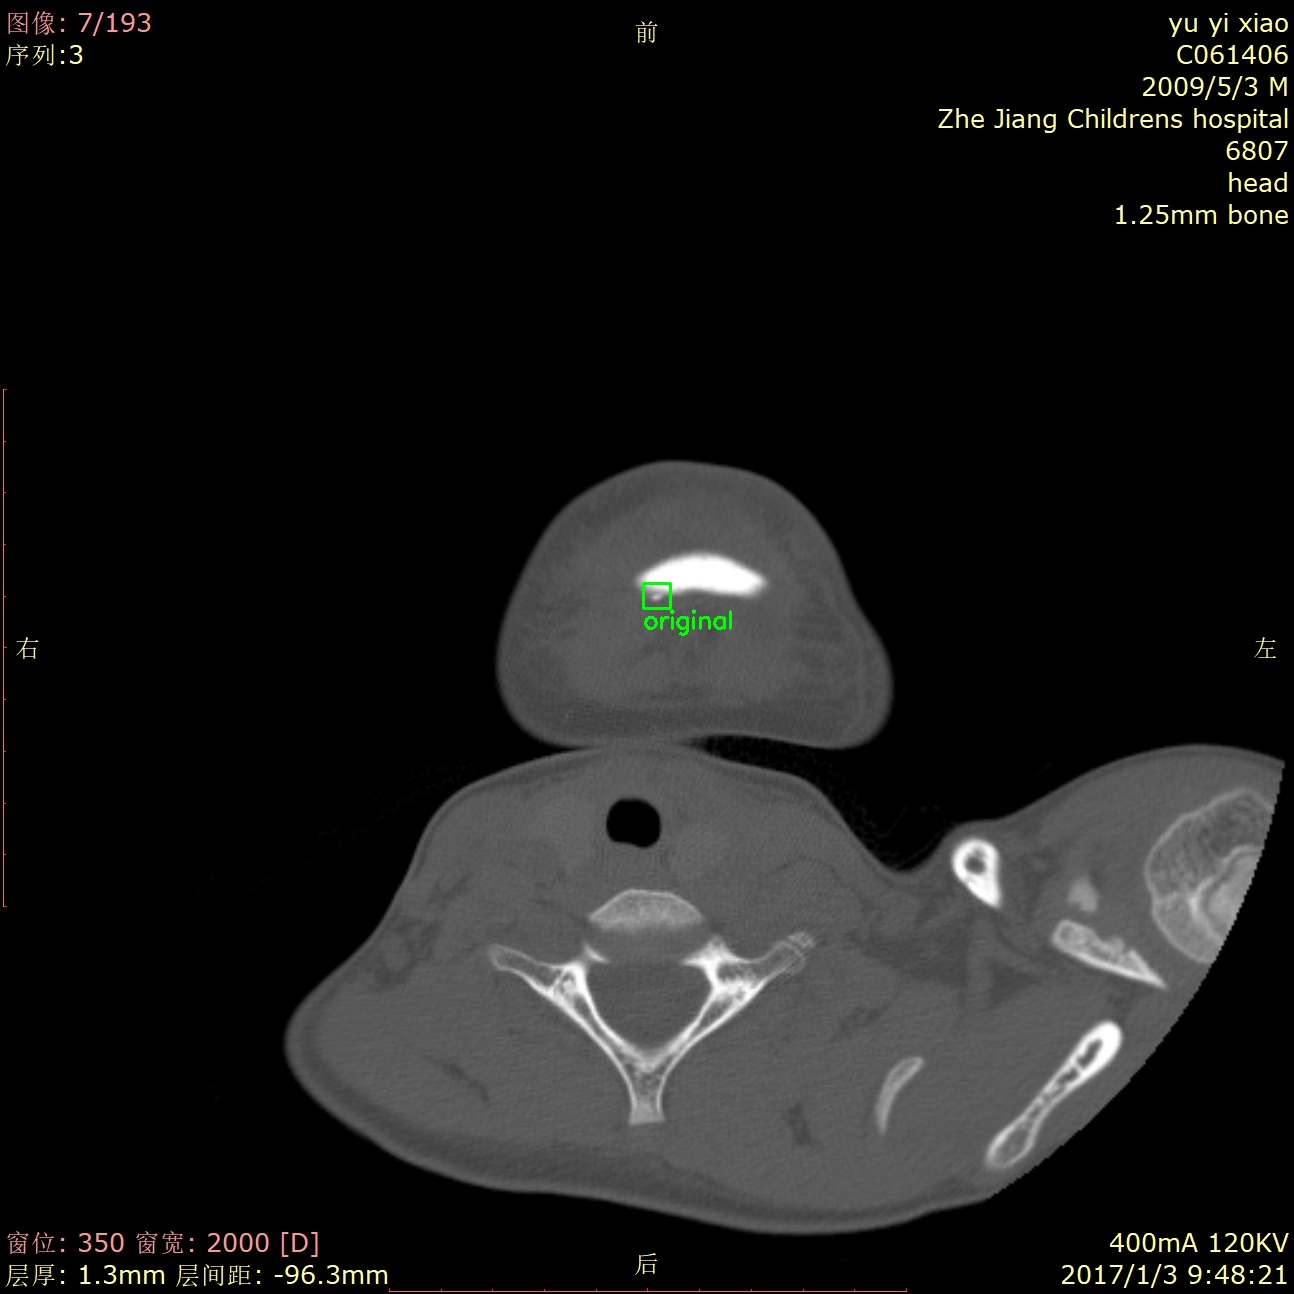 图像: 7/193
序列:3
前
yu yi xiao
C061406
2009/5/3 M
Zhe Jiang Childrens hospital
6807
head
1.25mm bone
original
右
左
窗位: 350 窗宽: 2000 [D]
层厚: 1.3mm 层间距: -96.3mm
后
400mA 120KV
2017/1/3 9:48:21